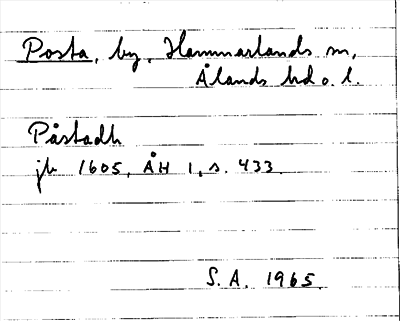 Posta, by, Hammarlands sn,
Ålands hd o. l.
Påstadh
jb 1605, ÅH 1, s. 433.
S. A. 1965.